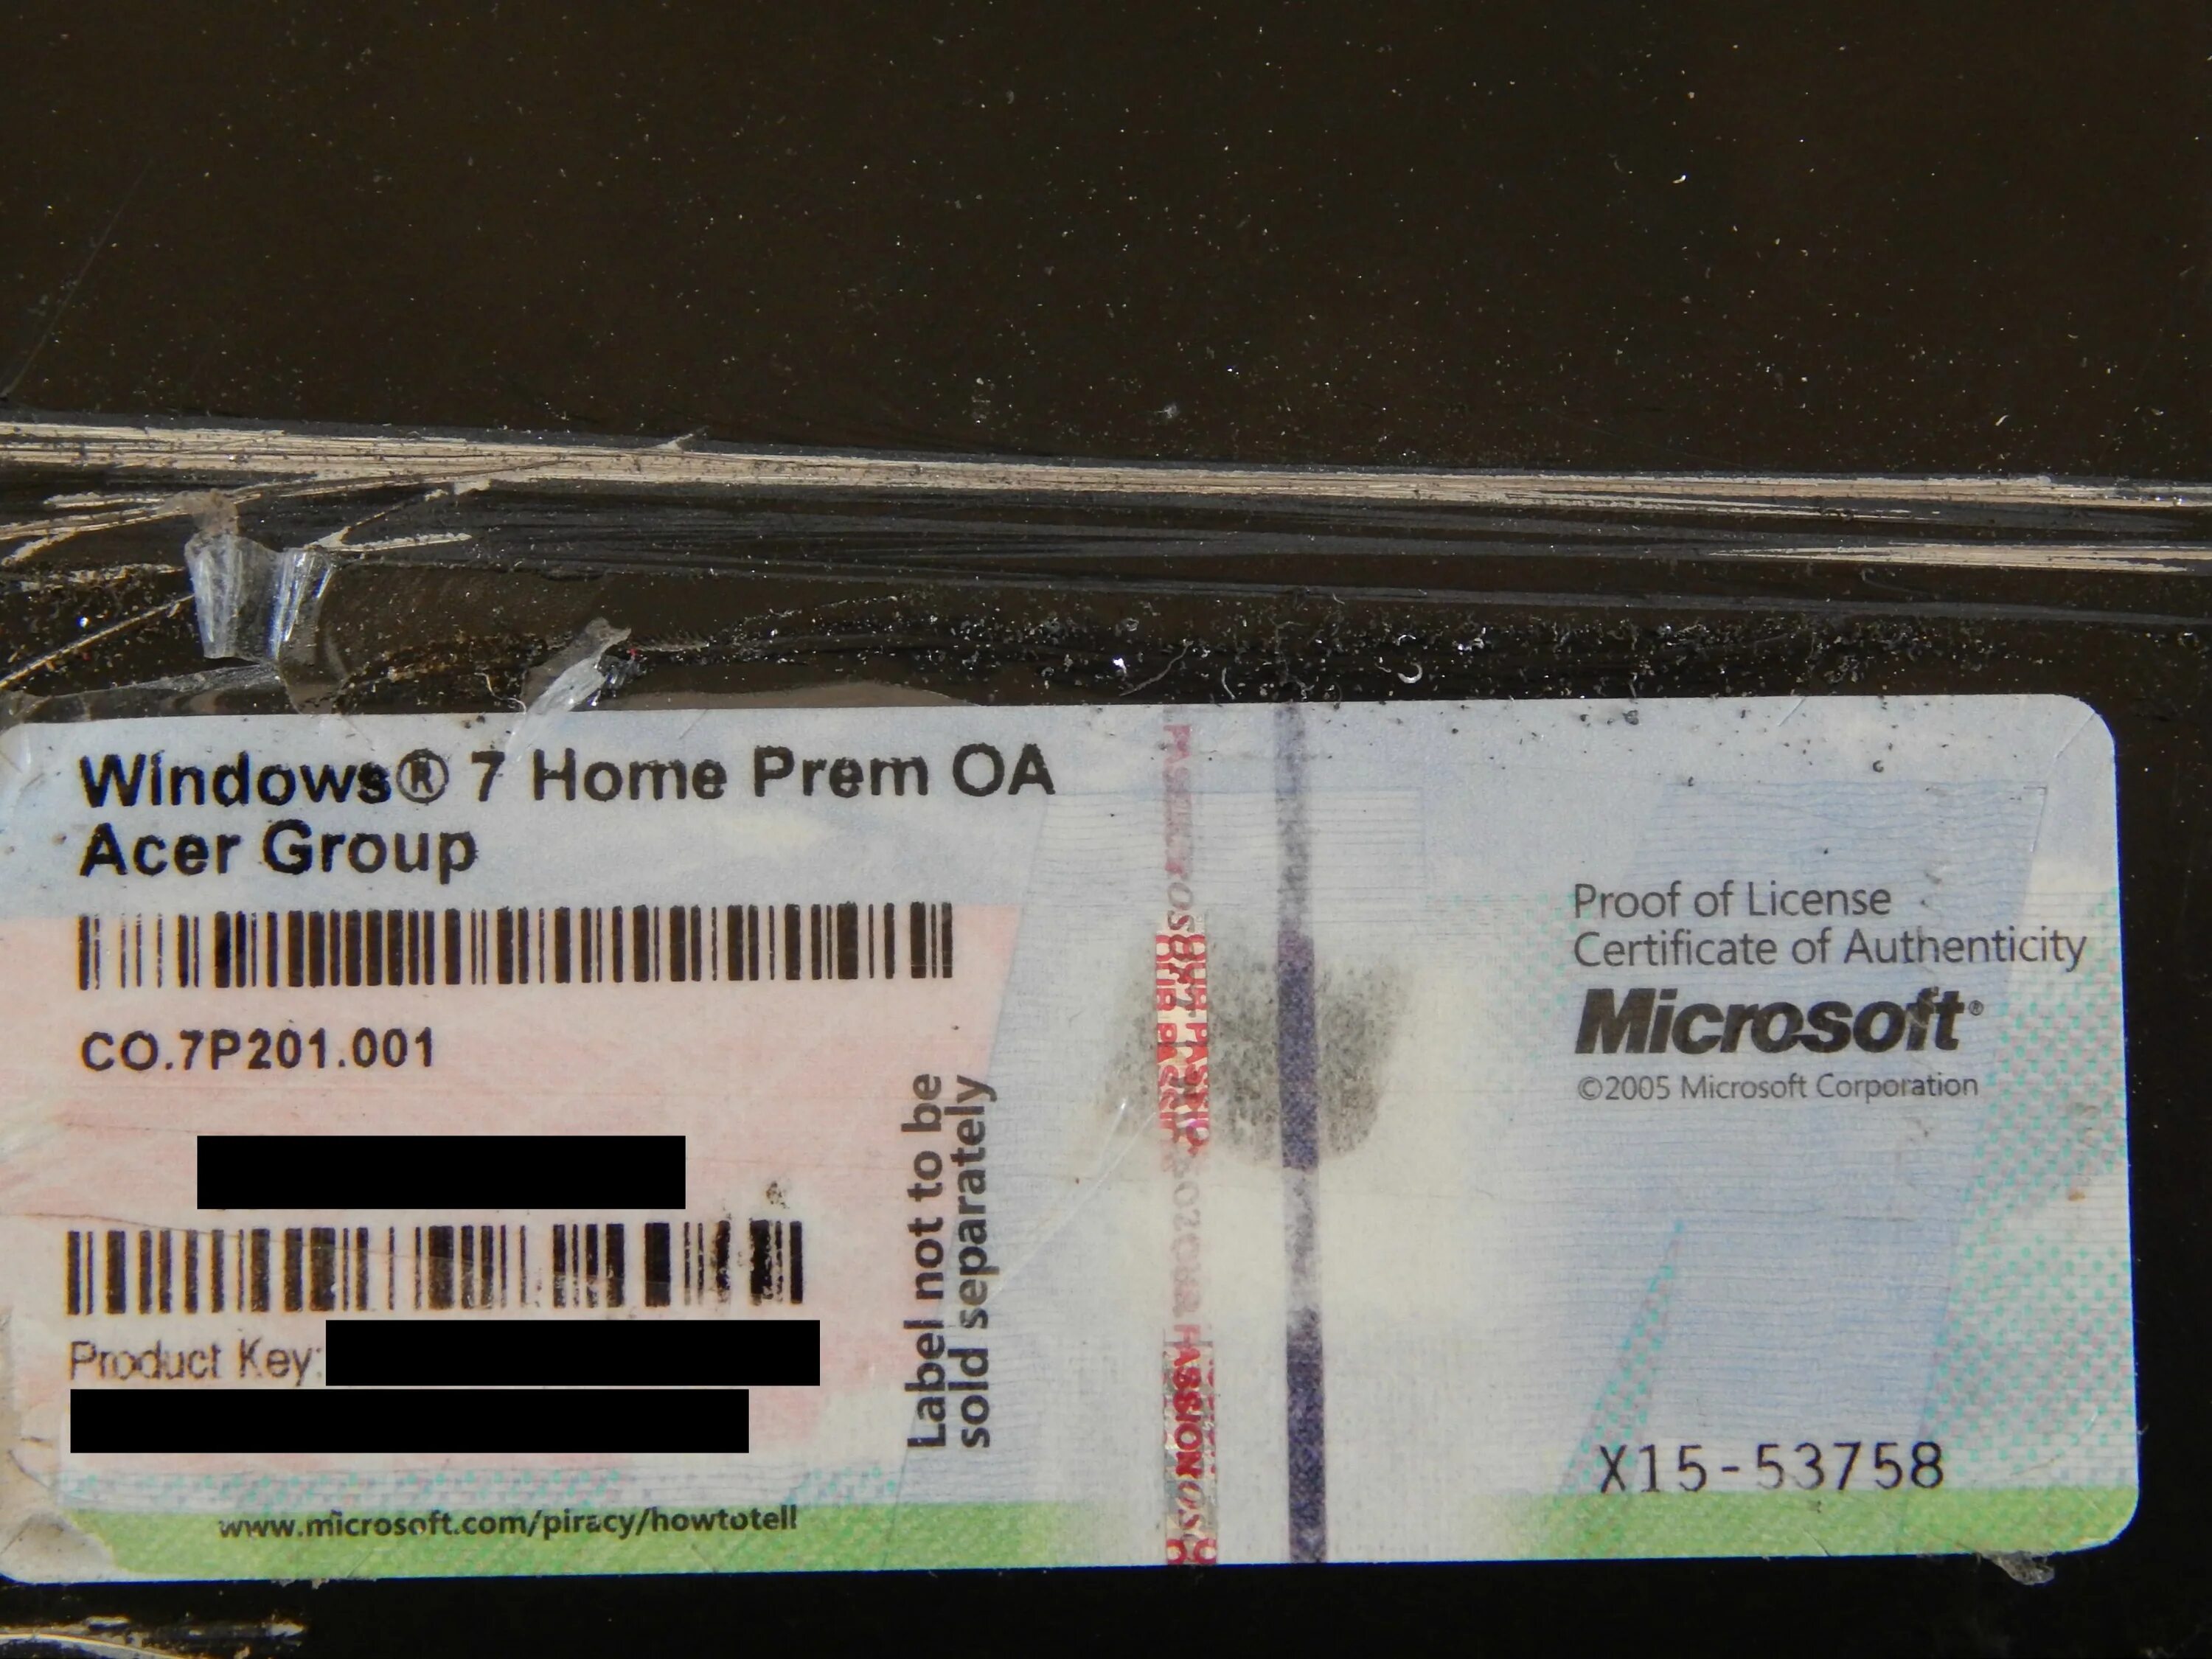 Windows® 7 Home Prem OA
Acer Group
CO.7P201.001
Product Key:
www.microsoft.com/piracy/howtotell
Label not to be
sold separately
Proof of License
Certificate of Authenticity
Microsoft®
©2005 Microsoft Corporation
X15-53758